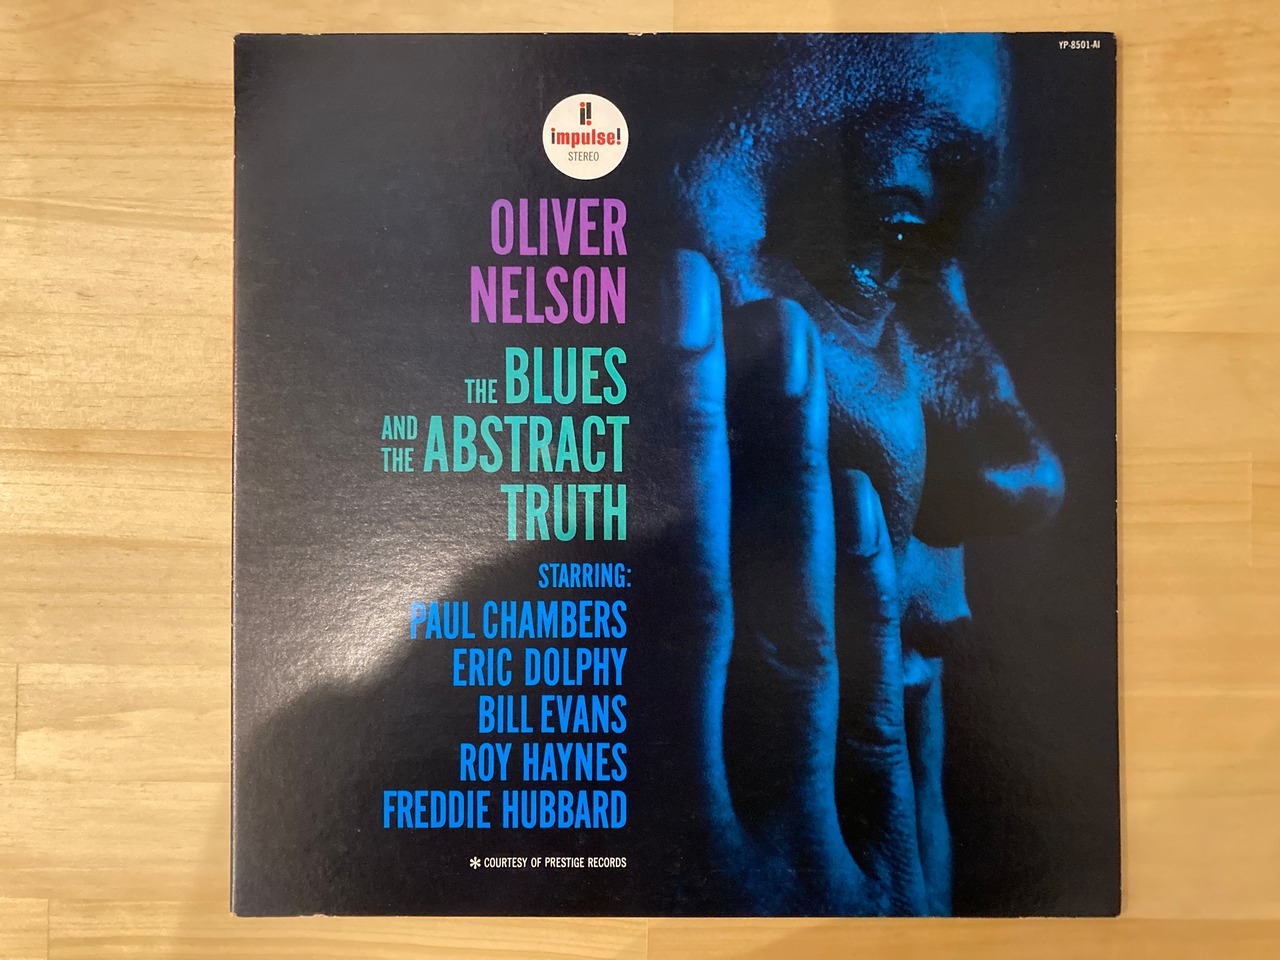 YP-8501-AI
i!
impulse!
STEREO
OLIVER
NELSON
THE BLUES
AND THE ABSTRACT
TRUTH
STARRING:
PAUL CHAMBERS
ERIC DOLPHY
BILL EVANS
ROY HAYNES
FREDDIE HUBBARD
* COURTESY OF PRESTIGE RECORDS